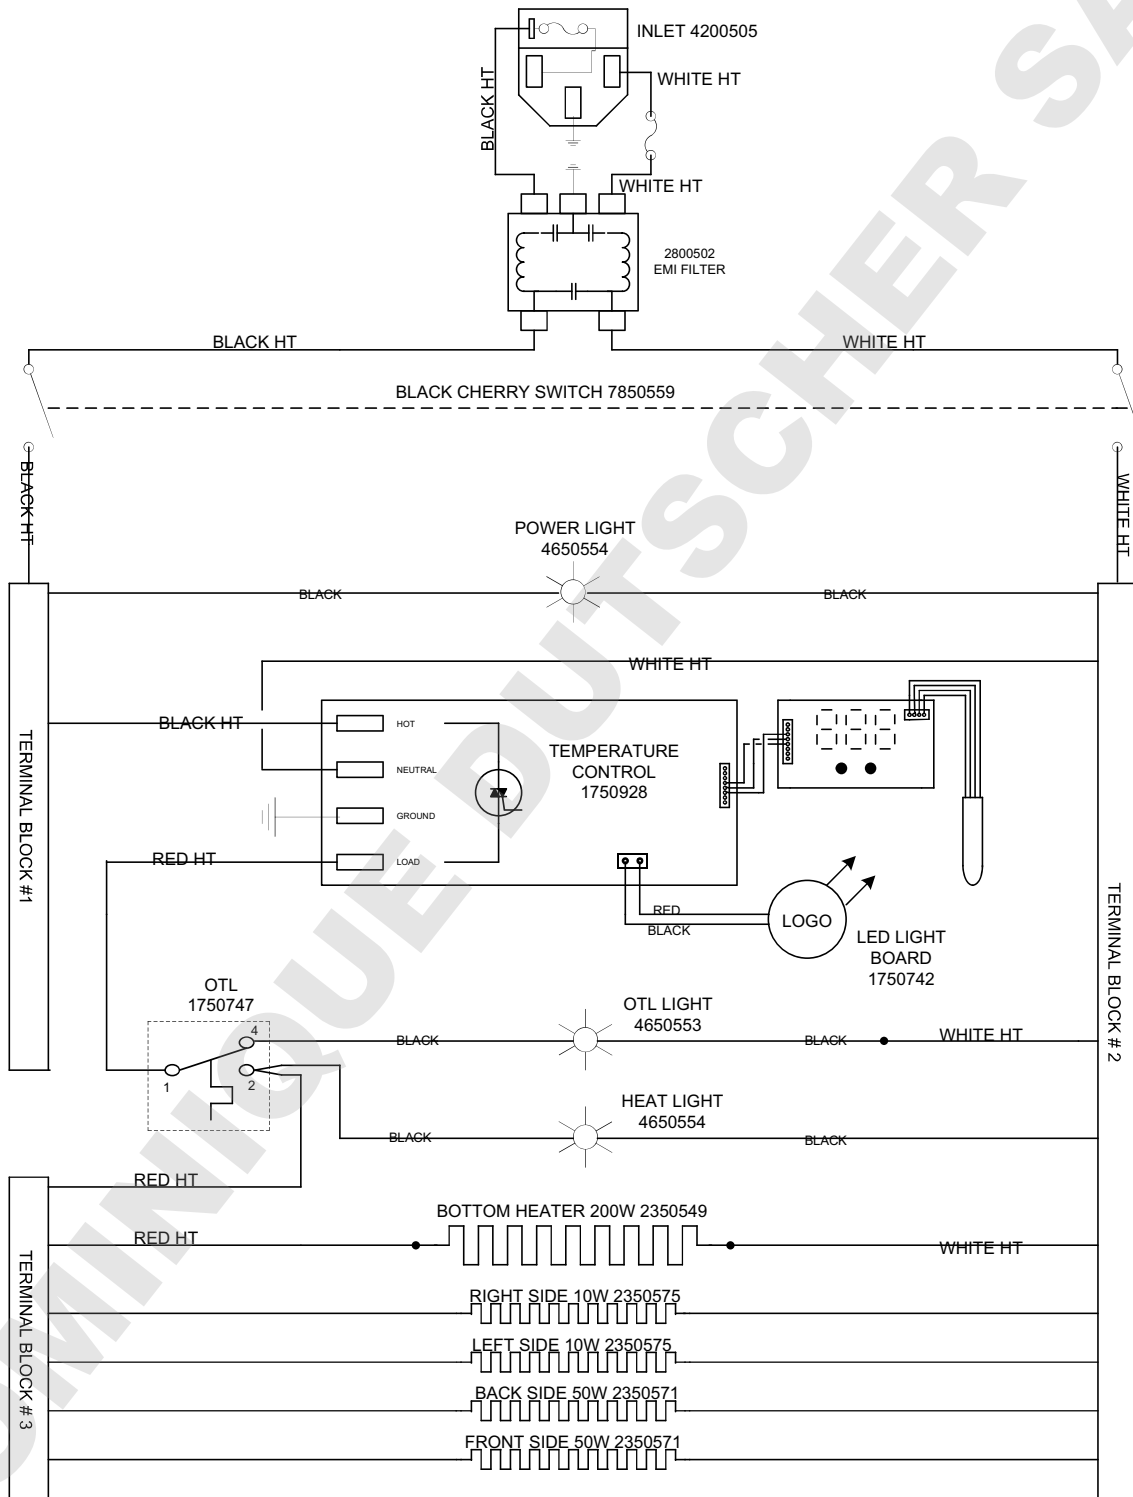 INLET 4200505
BLACK HT
WHITE HT
WHITE HT
2800502
EMI FILTER
BLACK HT
WHITE HT
BLACK CHERRY SWITCH 7850559
BLACK HT
WHITE HT
POWER LIGHT
4650554
BLACK
BLACK
WHITE HT
BLACK HT
HOT
NEUTRAL
GROUND
LOAD
TEMPERATURE
CONTROL
1750928
TERMINAL BLOCK #1
RED HT
RED
BLACK
LOGO
LED LIGHT
BOARD
1750742
TERMINAL BLOCK # 2
OTL
1750747
4
1
2
OTL LIGHT
4650553
BLACK
BLACK
WHITE HT
HEAT LIGHT
4650554
BLACK
BLACK
RED HT
BOTTOM HEATER 200W 2350549
RED HT
WHITE HT
TERMINAL BLOCK # 3
RIGHT SIDE 10W 2350575
LEFT SIDE 10W 2350575
BACK SIDE 50W 2350571
FRONT SIDE 50W 2350571
OMINIQUE DUTSCHER SA